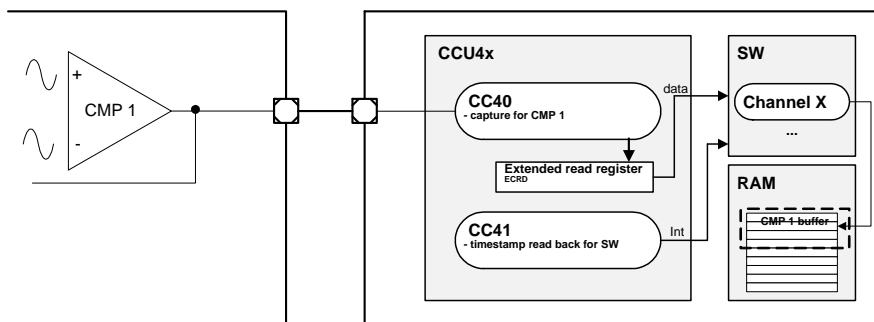 CCU4x
SW
CC40
- capture for CMP 1
data
Channel X
...
+
CMP 1
-
Extended read register
ECRD
RAM
CMP 1 buffer
CC41
- timestamp read back for SW
Int